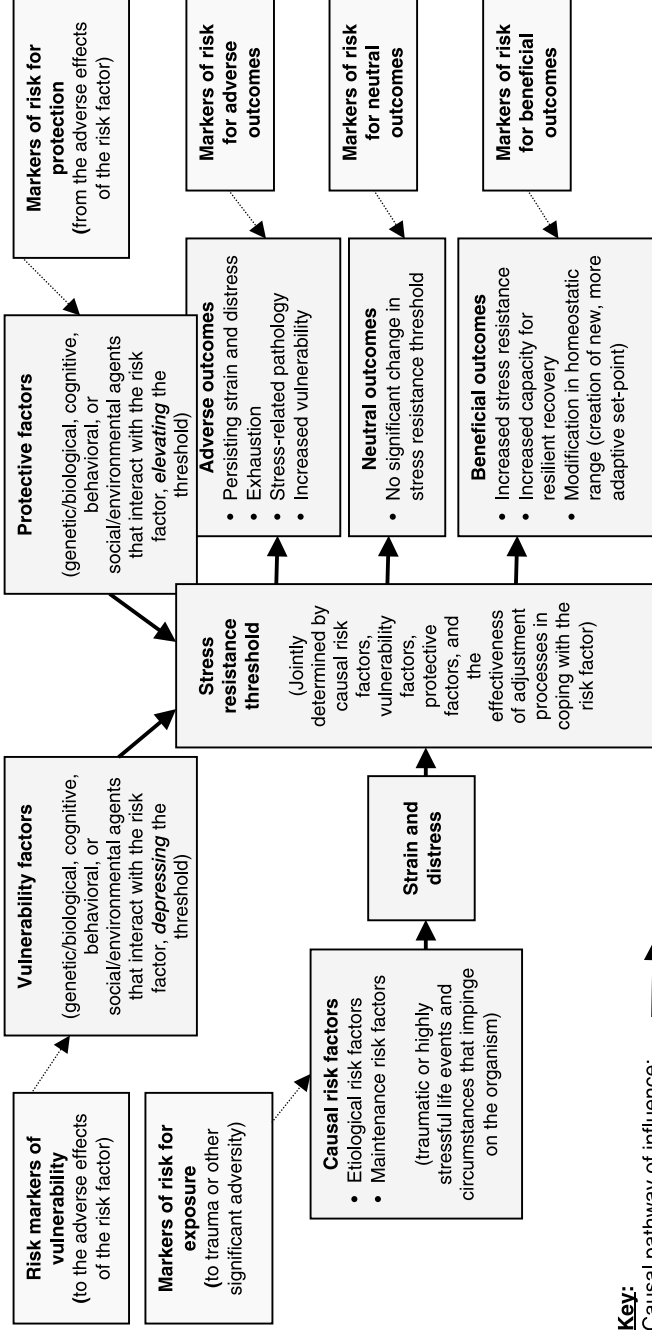 Risk markers of
vulnerability
(to the adverse effects
of the risk factor)
Markers of risk for
exposure
(to trauma or other
significant adversity)
Vulnerability factors
(genetic/biological, cognitive,
behavioral, or
social/environmental agents
that interact with the risk
factor, depressing the
threshold)
Causal risk factors
• Etiological risk factors
• Maintenance risk factors
(traumatic or highly
stressful life events and
circumstances that impinge
on the organism)
Strain and
distress
Stress
resistance
threshold
(Jointly
determined by
causal risk
factors,
vulnerability
factors,
protective
factors, and
the
effectiveness
of adjustment
processes in
coping with the
risk factor)
Protective factors
(genetic/biological, cognitive,
behavioral, or
social/environmental agents
that interact with the risk
factor, elevating the
threshold)
Markers of risk for
protection
(from the adverse effects
of the risk factor)
Adverse outcomes
• Persisting strain and distress
• Exhaustion
• Stress-related pathology
• Increased vulnerability
Neutral outcomes
• No significant change in
stress resistance threshold
Beneficial outcomes
• Increased stress resistance
• Increased capacity for
resilient recovery
• Modification in homeostatic
range (creation of new, more
adaptive set-point)
Markers of risk
for adverse
outcomes
Markers of risk
for neutral
outcomes
Markers of risk
for beneficial
outcomes
Key:
Causal pathway of influence: